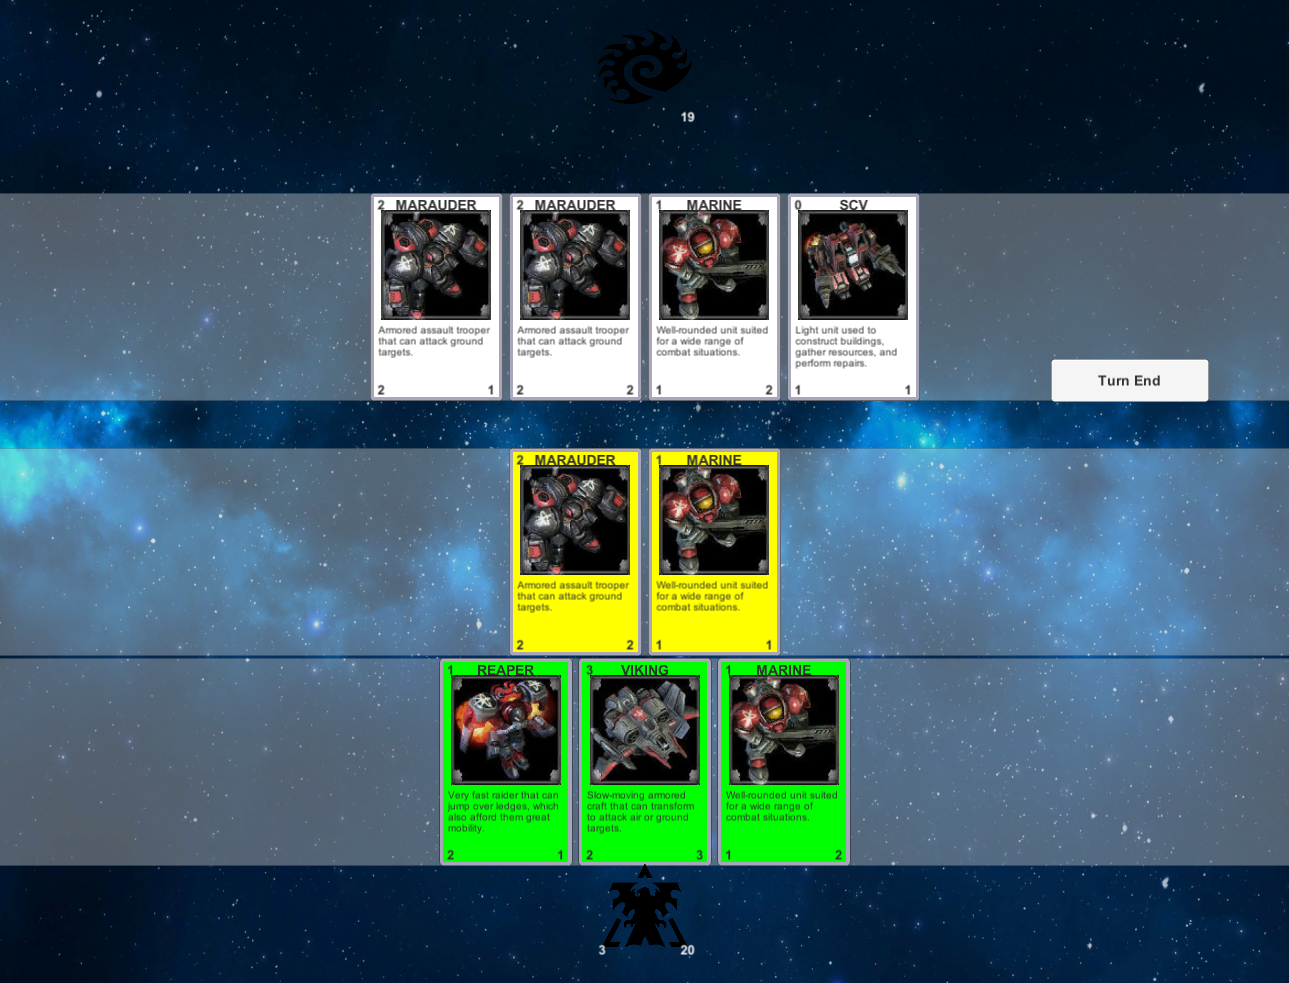 19
2 MARAUDER
Armored assault trooper
that can attack ground
targets.
2 1
2 MARAUDER
Armored assault trooper
that can attack ground
targets.
2 2
1 MARINE
Well-rounded unit suited
for a wide range of
combat situations.
1 2
0 SCV
Light unit used to
construct buildings,
gather resources, and
perform repairs.
1 1
Turn End
2 MARAUDER
Armored assault trooper
that can attack ground
targets.
2 2
1 MARINE
Well-rounded unit suited
for a wide range of
combat situations.
1 1
1 REAPER
Very fast raider that can
jump over ledges, which
also afford them great
mobility.
2 1
3 VIKING
Slow-moving armored
craft that can transform
to attack air or ground
targets.
2 3
1 MARINE
Well-rounded unit suited
for a wide range of
combat situations.
1 2
3 20